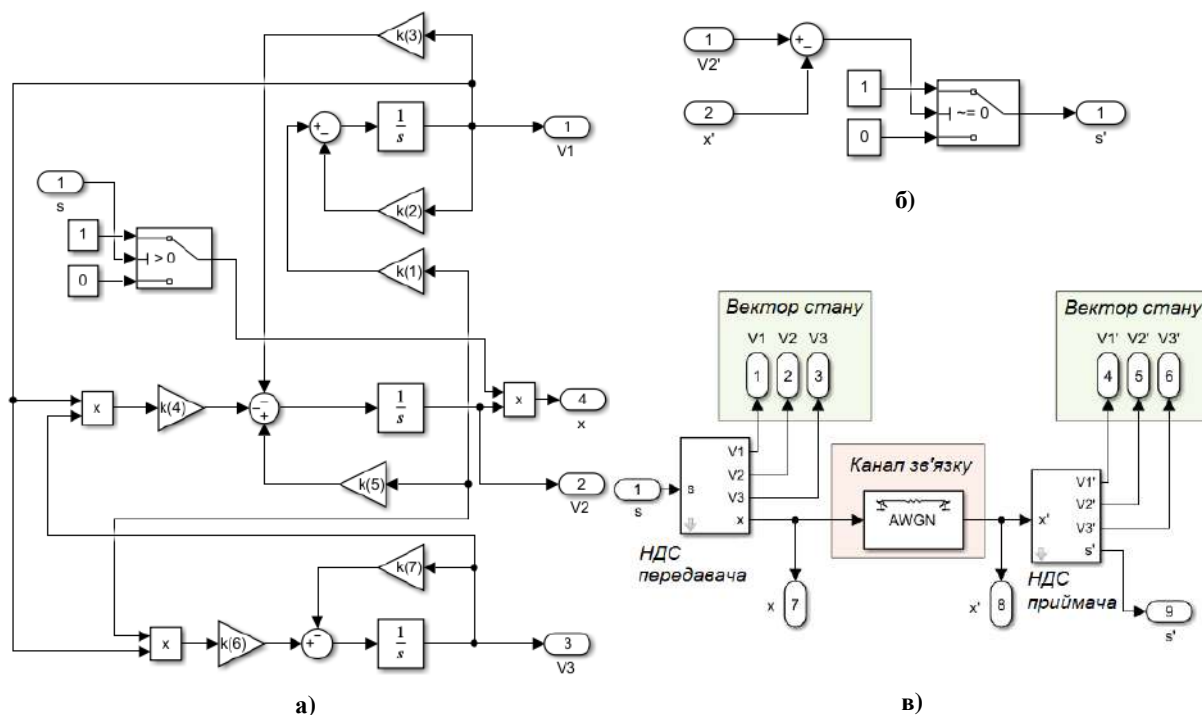 k(3)
1
s
1
V1
k(2)
k(1)
1
s
1
0
> 0
x
k(4)
+
1
s
x
4
x
k(5)
2
V2
k(7)
x
k(6)
+
1
s
3
V3
а)
1
V2'
+
2
x'
1
0
~= 0
1
s'
б)
Вектор стану
V1 V2 V3
1 2 3
Вектор стану
V1' V2' V3'
4 5 6
1
s
s
V1
V2
V3
x
НДС
передавача
Канал зв'язку
AWGN
x'
V1'
V2'
V3'
s'
НДС
приймача
x 7
x' 8
9
s'
в)